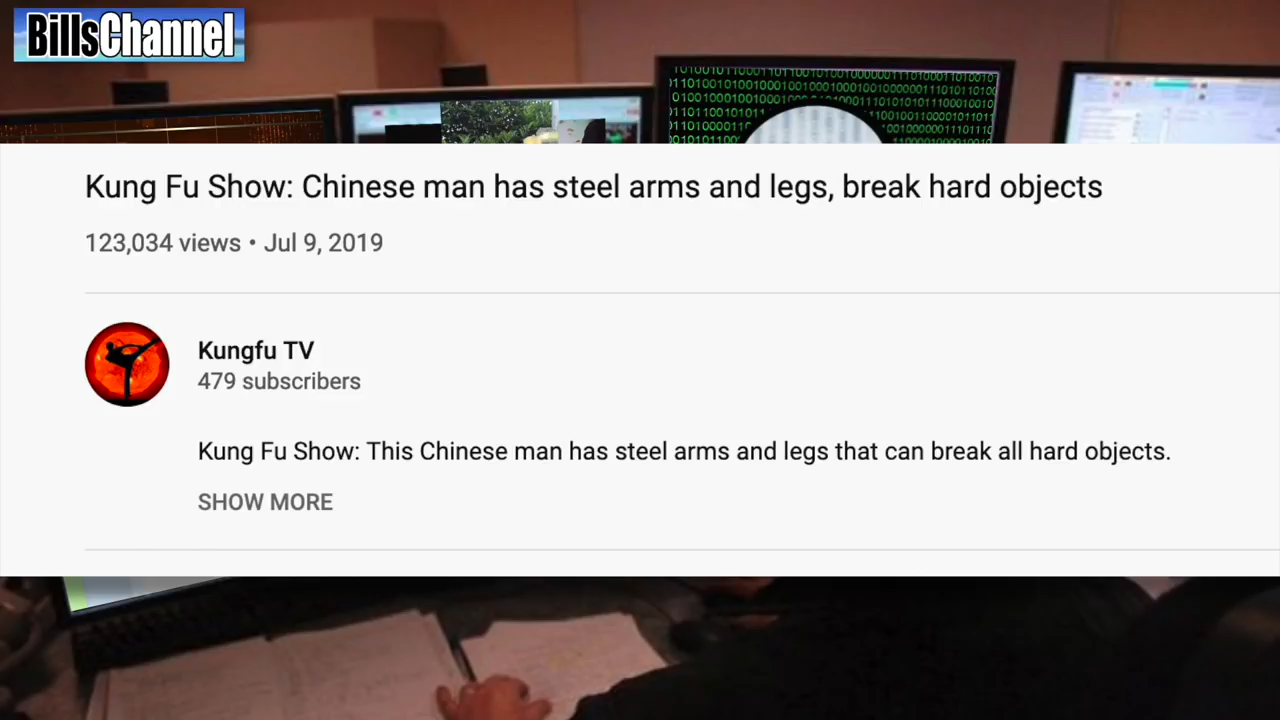 BillsChannel
Kung Fu Show: Chinese man has steel arms and legs, break hard objects
123,034 views • Jul 9, 2019
Kungfu TV
479 subscribers
Kung Fu Show: This Chinese man has steel arms and legs that can break all hard objects.
SHOW MORE